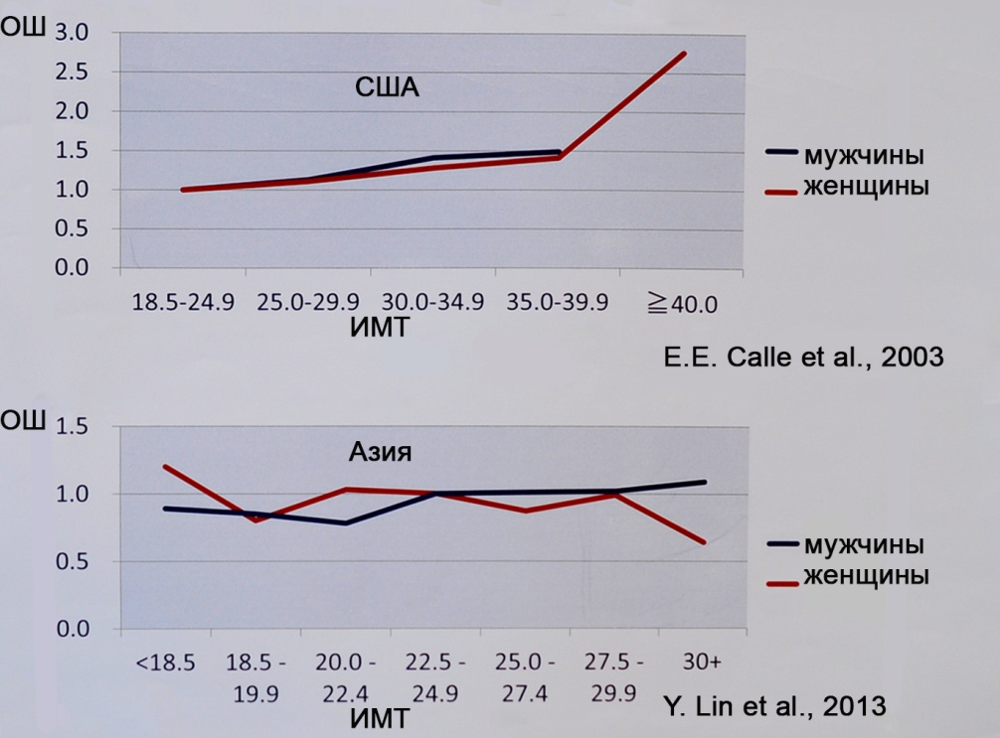 ОШ
3.0
2.5
2.0
1.5
1.0
0.5
0.0
США
мужчины
женщины
18.5-24.9 25.0-29.9 30.0-34.9 35.0-39.9 ≧40.0
ИМТ
E.E. Calle et al., 2003
ОШ
1.5
1.0
0.5
0.0
Азия
мужчины
женщины
<18.5 18.5 - 20.0 - 22.5 - 25.0 - 27.5 - 30+
19.9 22.4 24.9 27.4 29.9
ИМТ
Y. Lin et al., 2013